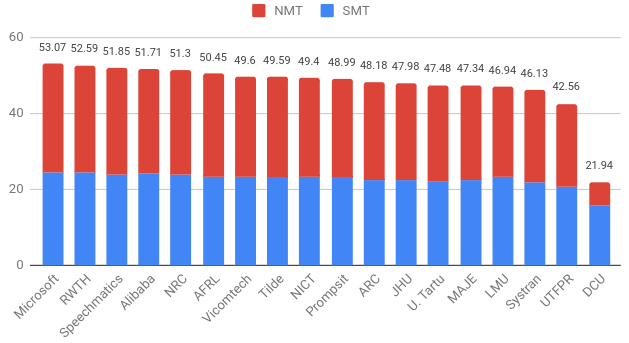 NMT SMT
60
53.07 52.59 51.85 51.71 51.3 50.45 49.6 49.59 49.4 48.99 48.18 47.98 47.48 47.34 46.94 46.13 42.56 21.94
40
20
0
Microsoft RWTH Speechmatics Alibaba NRC AFRL Vicomtech Tilde NICT Prompsit ARC JHU U. Tartu MAJE LMU Systran UTFPR DCU